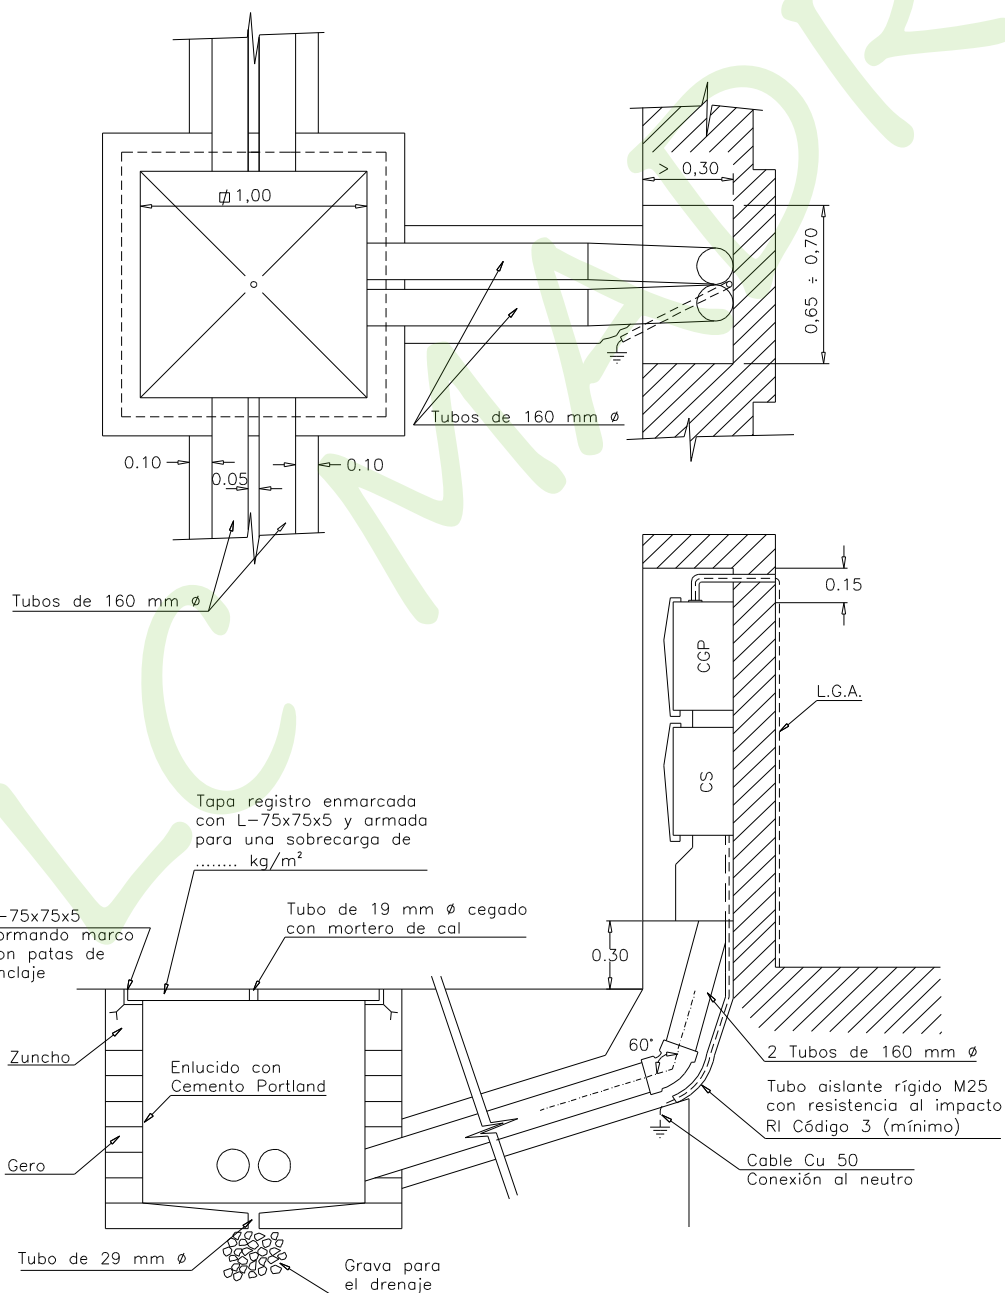 > 0,30
⌀ 1,00
0,65 ÷ 0,70
Tubos de 160 mm ø
0.10
0.10
0.05
Tubos de 160 mm ø
0.15
CGP
L.G.A.
CS
Tapa registro enmarcada
con L-75x75x5 y armada
para una sobrecarga de
........ kg/m²
-75x75x5
ormando marco
on patas de
nclaje
Tubo de 19 mm ø cegado
con mortero de cal
0.30
Zuncho
Enlucido con
Cemento Portland
60°
2 Tubos de 160 mm ø
Tubo aislante rígido M25
con resistencia al impacto
RI Código 3 (mínimo)
Gero
Cable Cu 50
Conexión al neutro
Tubo de 29 mm ø
Grava para
el drenaje
LC MADR